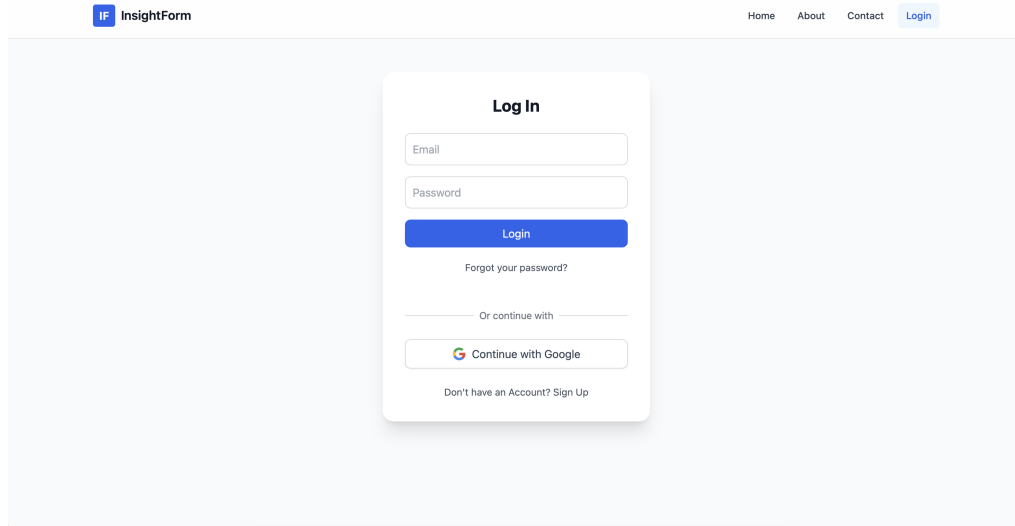 IF InsightForm Home About Contact Login
Log In
Email
Password
Login
Forgot your password?
Or continue with
Continue with Google
Don't have an Account? Sign Up